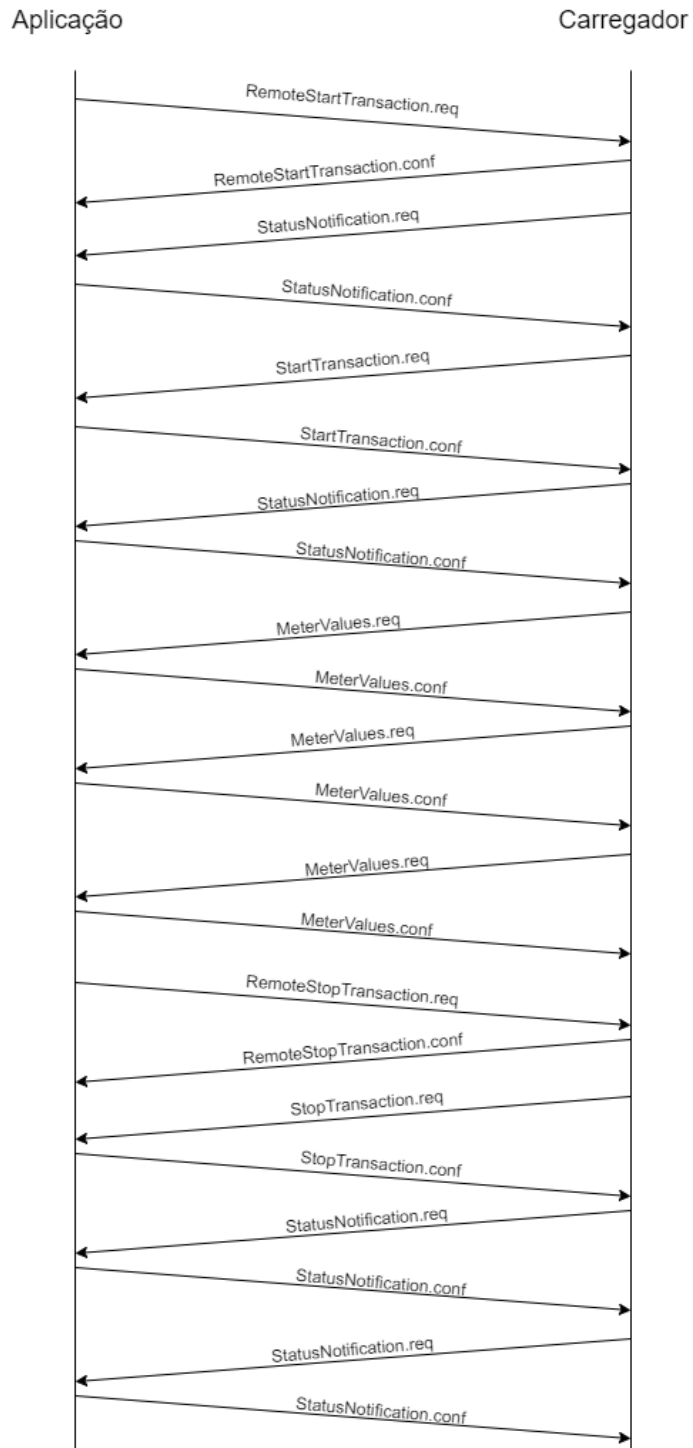 Aplicação
Carregador
RemoteStartTransaction.req
RemoteStartTransaction.conf
StatusNotification.req
StatusNotification.conf
StartTransaction.req
StartTransaction.conf
StatusNotification.req
StatusNotification.conf
MeterValues.req
MeterValues.conf
MeterValues.req
MeterValues.conf
MeterValues.req
MeterValues.conf
RemoteStopTransaction.req
RemoteStopTransaction.conf
StopTransaction.req
StopTransaction.conf
StatusNotification.req
StatusNotification.conf
StatusNotification.req
StatusNotification.conf